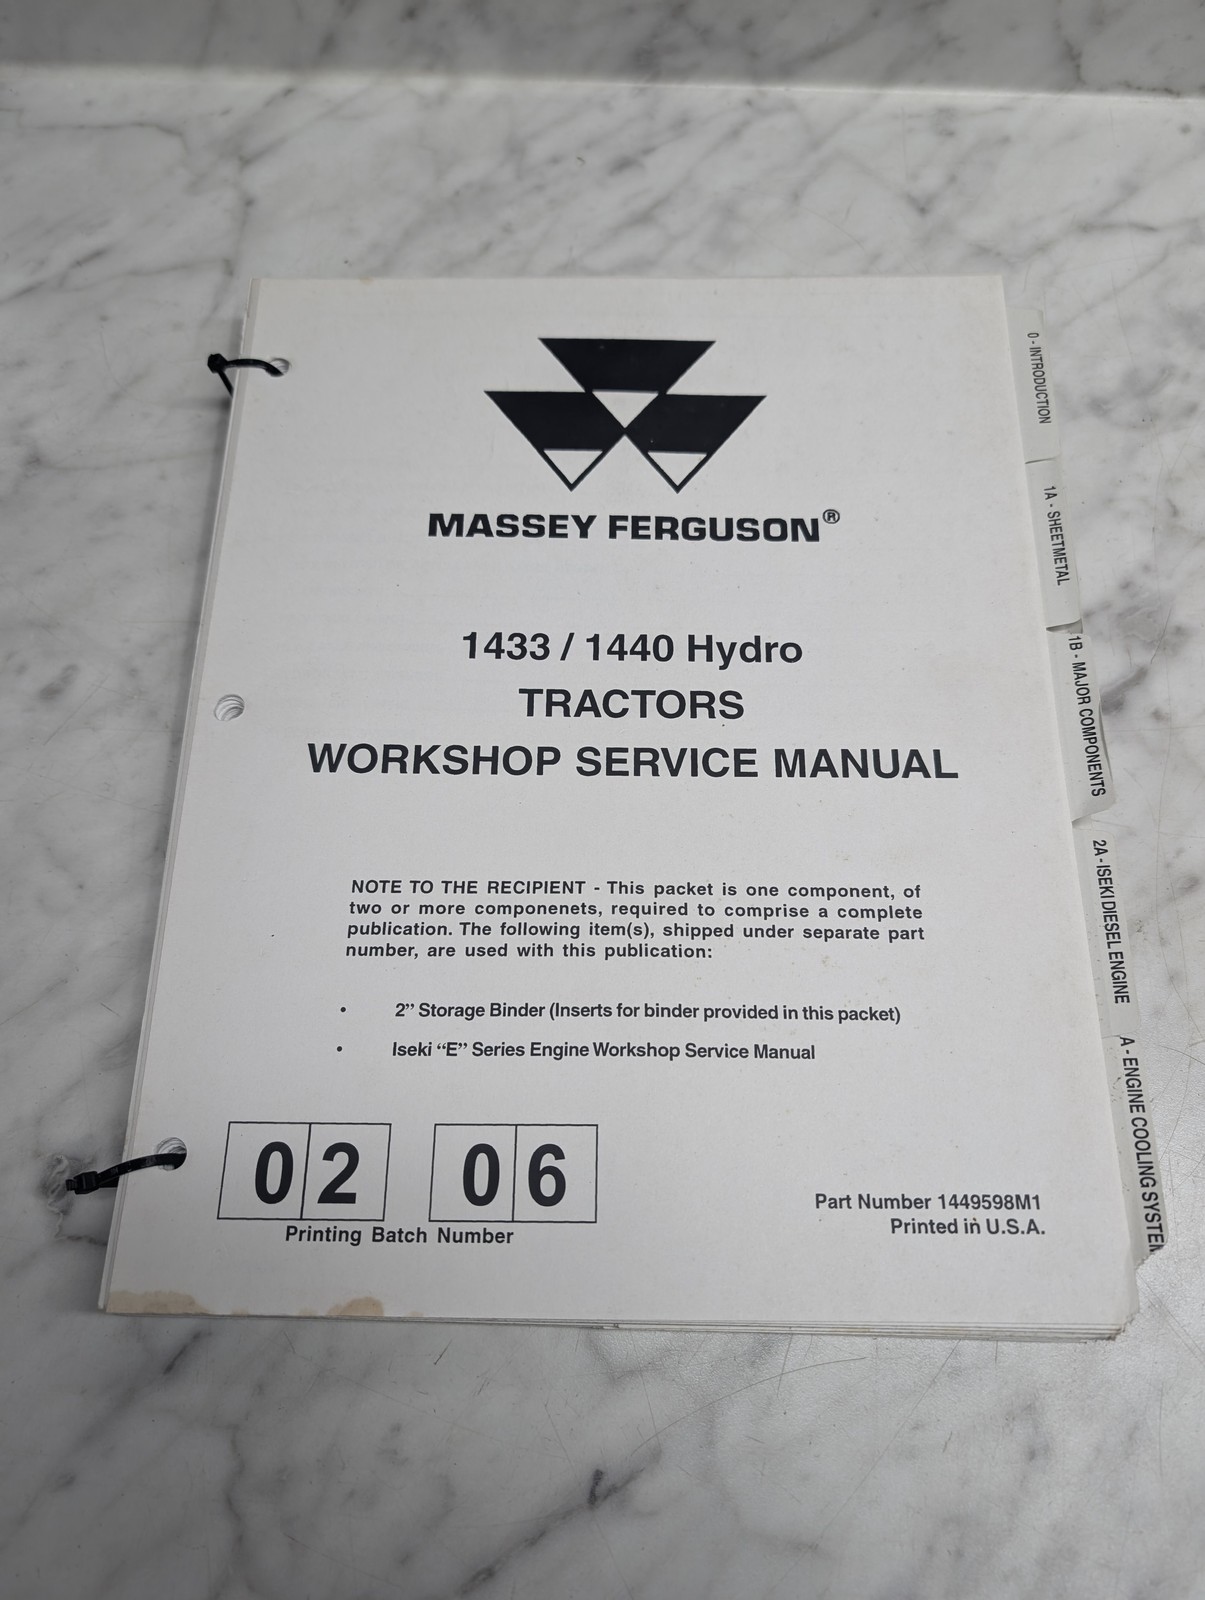 MASSEY FERGUSON®
1433 / 1440 Hydro
TRACTORS
WORKSHOP SERVICE MANUAL
NOTE TO THE RECIPIENT - This packet is one component, of
two or more componenets, required to comprise a complete
publication. The following item(s), shipped under separate part
number, are used with this publication:
• 2” Storage Binder (Inserts for binder provided in this packet)
• Iseki “E” Series Engine Workshop Service Manual
02 06
Printing Batch Number
Part Number 1449598M1
Printed in U.S.A.
0 - INTRODUCTION
1A - SHEETMETAL
1B - MAJOR COMPONENTS
2A - ISEKI DIESEL ENGINE
A - ENGINE COOLING SYSTEM